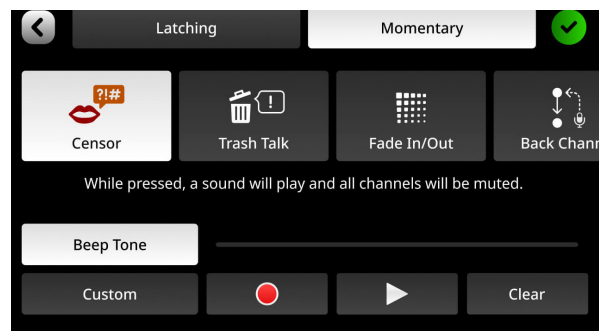 Latching Momentary
?!#
!
Censor Trash Talk Fade In/Out Back Chann
While pressed, a sound will play and all channels will be muted.
Beep Tone
Custom Clear